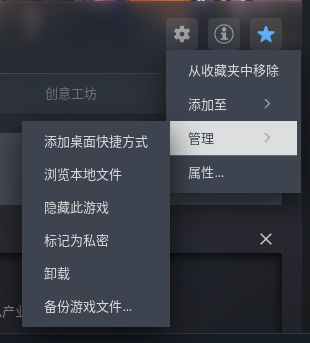 从收藏夹中移除
创意工坊
添加至
管理
属性...
添加桌面快捷方式
浏览本地文件
隐藏此游戏
标记为私密
卸载
备份游戏文件...
产业